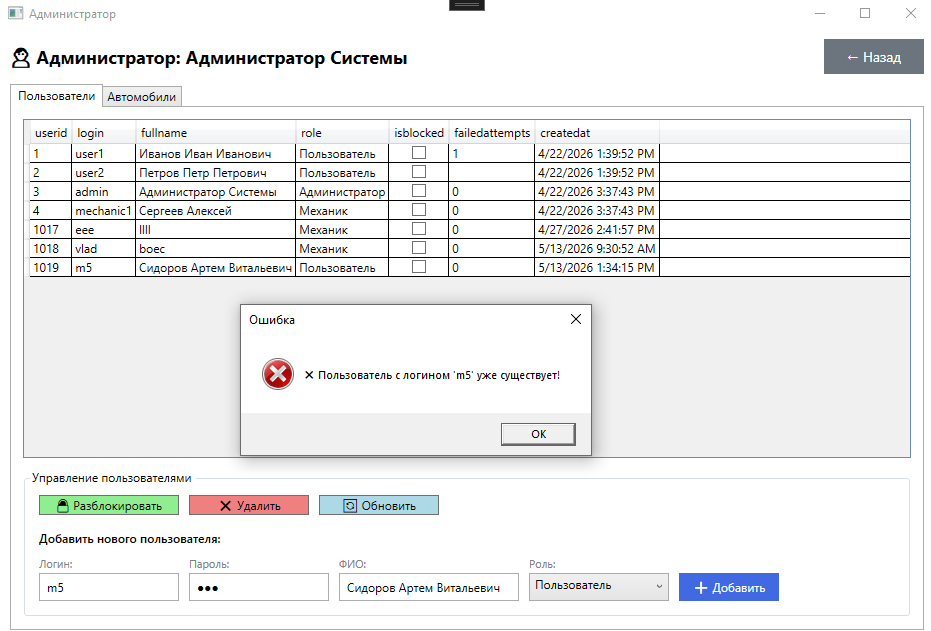 Администратор
Администратор: Администратор Системы
← Назад
Пользователи Автомобили
userid login fullname role isblocked failedattempts createdat
1 user1 Иванов Иван Иванович Пользователь 1 4/22/2026 1:39:52 PM
2 user2 Петров Петр Петрович Пользователь 4/22/2026 1:39:52 PM
3 admin Администратор Системы Администратор 0 4/22/2026 3:37:43 PM
4 mechanic1 Сергеев Алексей Механик 0 4/22/2026 3:37:43 PM
1017 eee llll Механик 0 4/27/2026 2:41:57 PM
1018 vlad boec Механик 0 5/13/2026 9:30:52 AM
1019 m5 Сидоров Артем Витальевич Пользователь 0 5/13/2026 1:34:15 PM
Ошибка
✕ Пользователь с логином 'm5' уже существует!
OK
Управление пользователями
Разблокировать ✕ Удалить Обновить
Добавить нового пользователя:
Логин: Пароль: ФИО: Роль:
m5 ●●● Сидоров Артем Витальевич Пользователь + Добавить